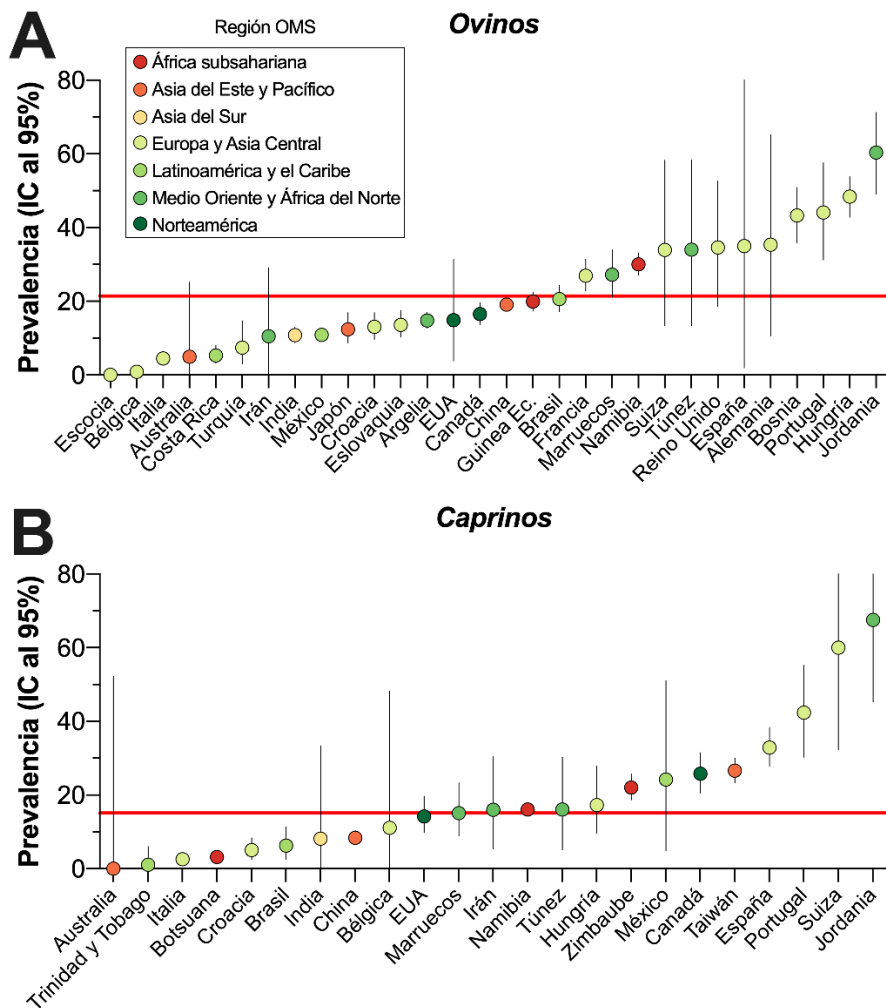 A
Región OMS
Ovinos
África subsahariana
Asia del Este y Pacífico
Asia del Sur
Europa y Asia Central
Latinoamérica y el Caribe
Medio Oriente y África del Norte
Norteamérica
Prevalencia (IC al 95%)
80
60
40
20
0
Escocia
Bélgica
Italia
Australia
Costa Rica
Turquía
Irán
India
México
Japón
Croacia
Eslovaquia
Argelia
EUA
Canadá
China
Guinea Ec.
Brasil
Francia
Marruecos
Namibia
Suiza
Túnez
Reino Unido
España
Alemania
Bosnia
Portugal
Hungría
Jordania
B
Caprinos
Prevalencia (IC al 95%)
80
60
40
20
0
Australia
Trinidad y Tobago
Italia
Botsuana
Croacia
Brasil
India
China
Bélgica
EUA
Marruecos
Irán
Namibia
Túnez
Hungría
Zimbaube
México
Canadá
Taiwán
España
Portugal
Suiza
Jordania